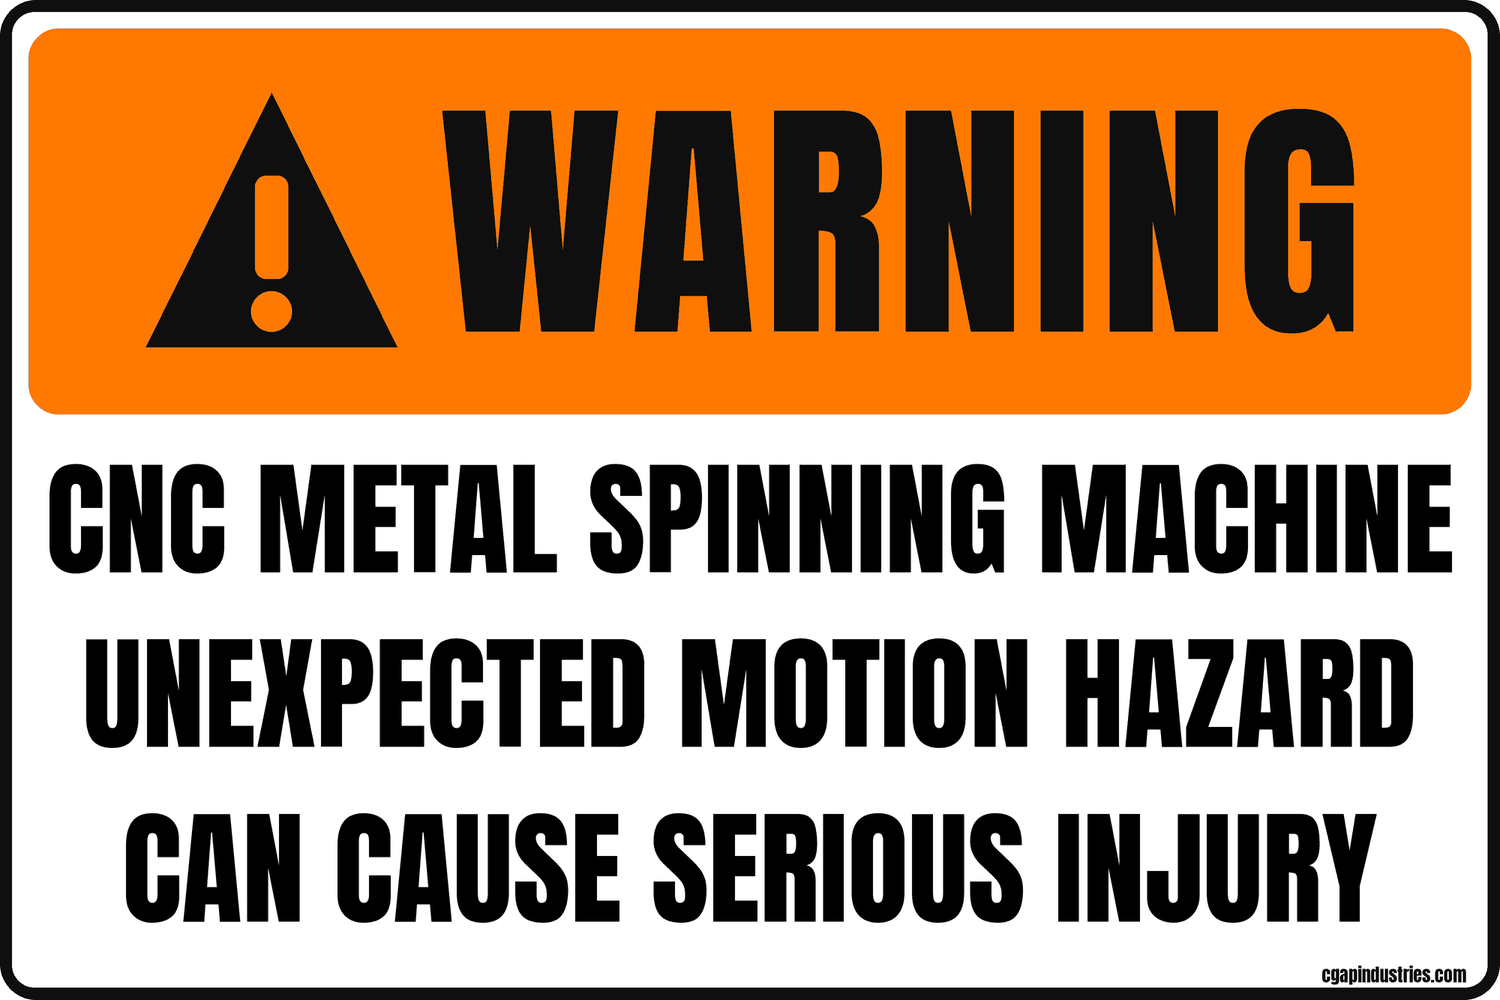 WARNING
CNC METAL SPINNING MACHINE
UNEXPECTED MOTION HAZARD
CAN CAUSE SERIOUS INJURY
cgapindustries.com